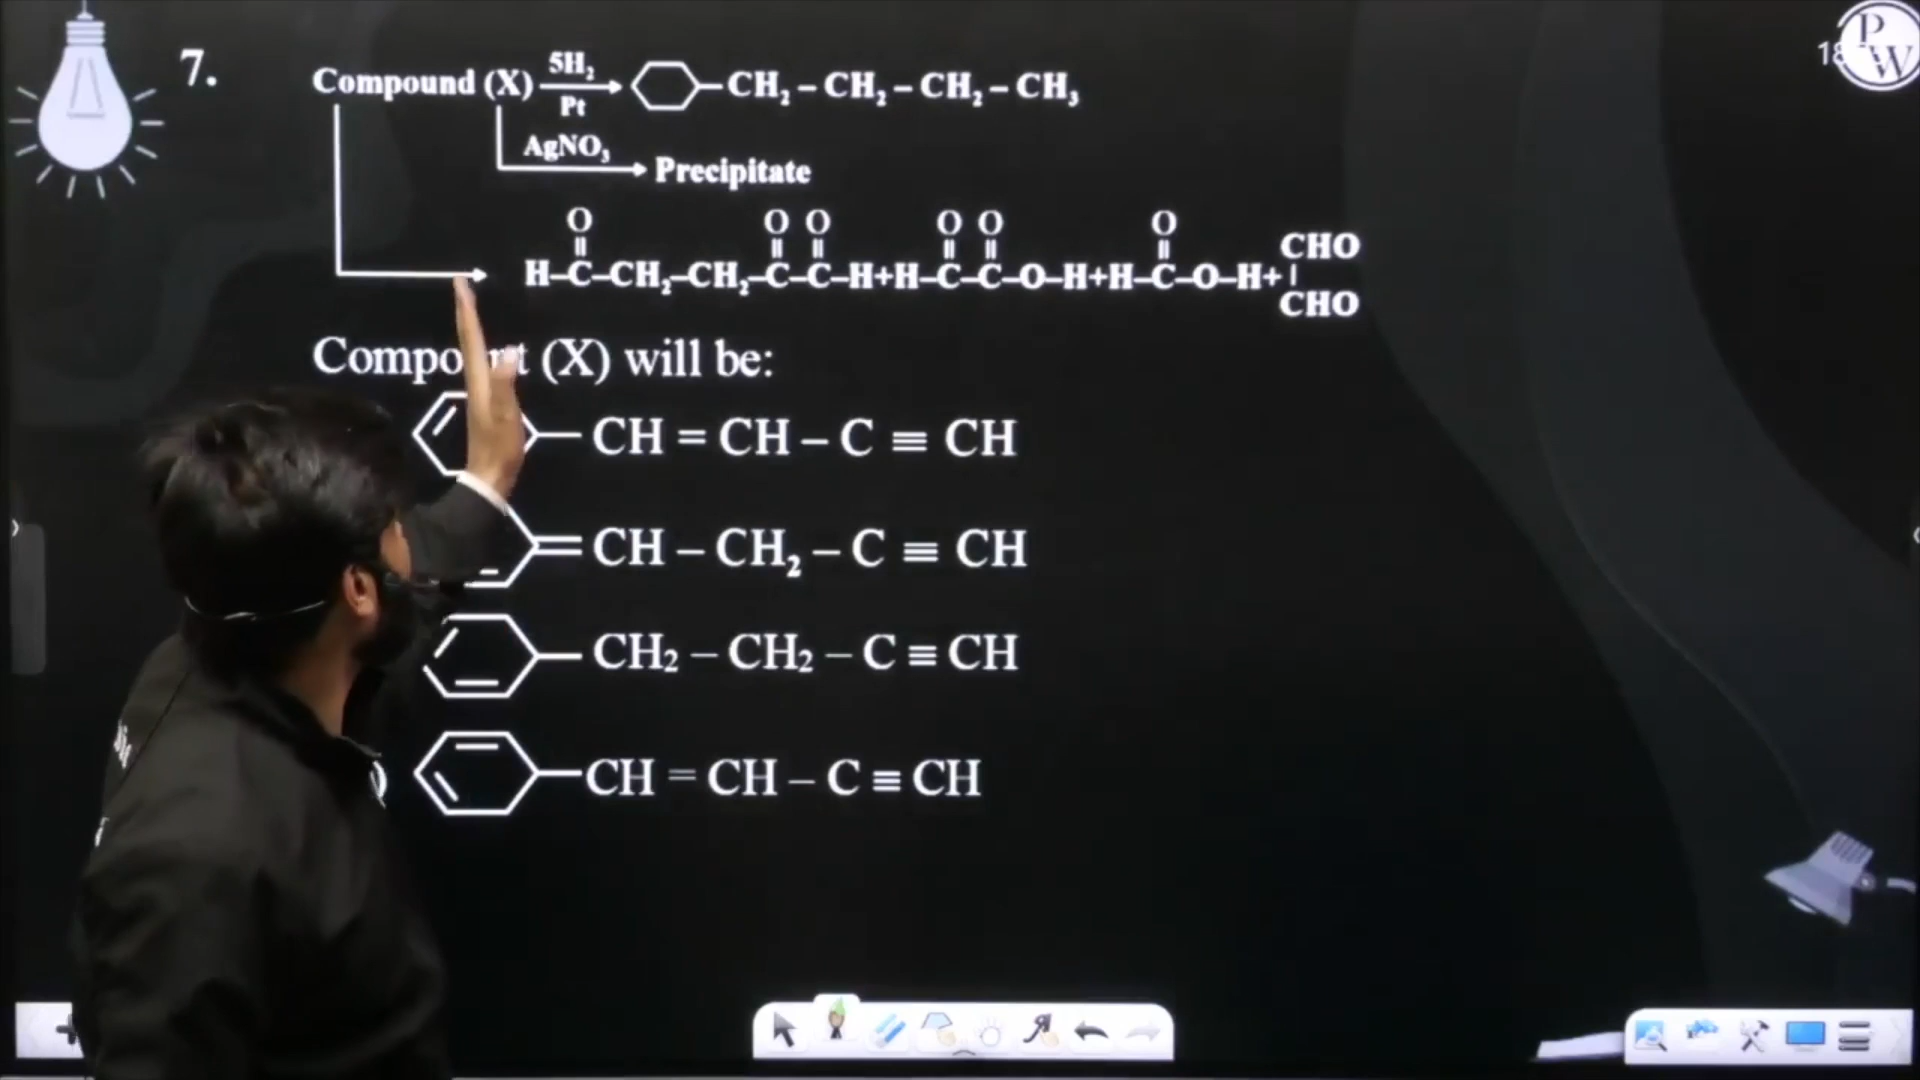 7.
Compound (X) 5H₂ Pt CH₂ – CH₂ – CH₂ – CH₃
AgNO₃ Precipitate
O O O O O O CHO
H–C–CH₂–CH₂–C–C–H+H–C–C–O–H+H–C–O–H+
CHO
(X) will be:
CH = CH – C ≡ CH
=CH – CH₂ – C ≡ CH
CH₂ – CH₂ – C ≡ CH
) CH = CH – C ≡ CH
P
W